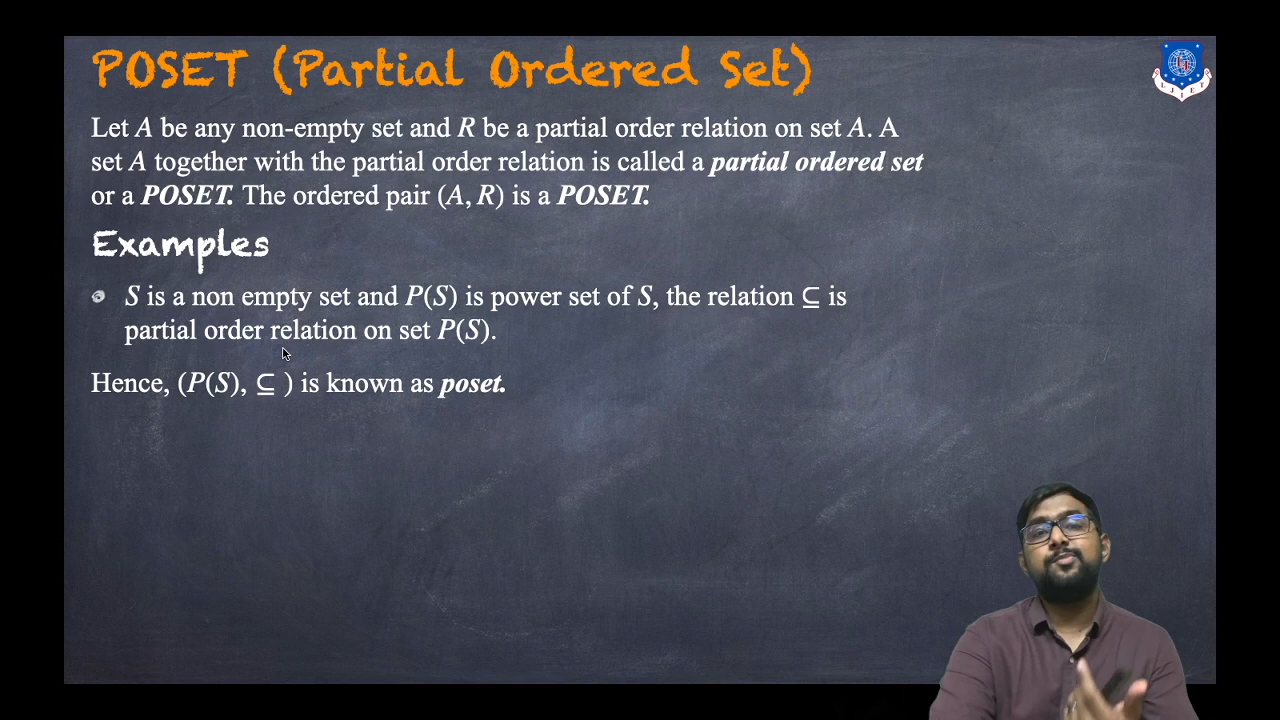 POSET (Partial Ordered Set)
Let A be any non-empty set and R be a partial order relation on set A. A
set A together with the partial order relation is called a partial ordered set
or a POSET. The ordered pair (A, R) is a POSET.
Examples
S is a non empty set and P(S) is power set of S, the relation ⊆ is
partial order relation on set P(S).
Hence, (P(S), ⊆ ) is known as poset.
LJIET